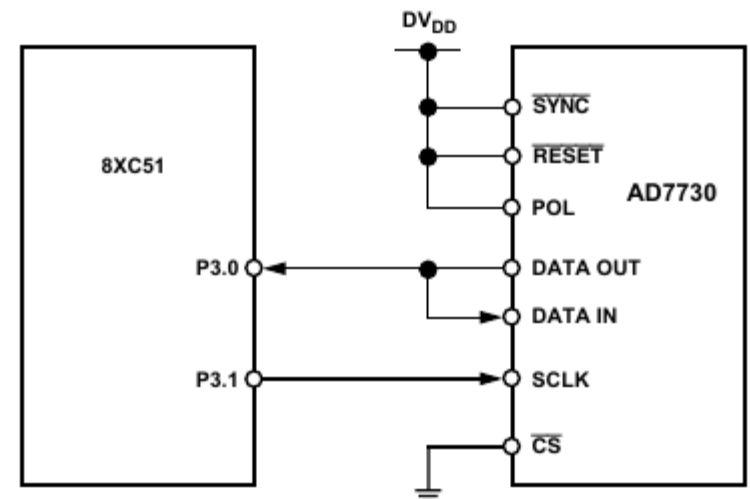 DVDD
SYNC
8XC51
RESET
AD7730
POL
P3.0
DATA OUT
DATA IN
P3.1
SCLK
CS